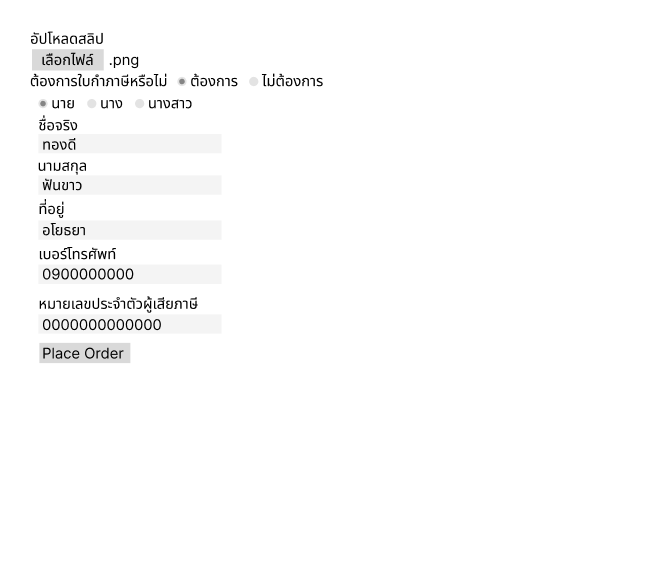 อัปโหลดสลิป
เลือกไฟล์ .png
ต้องการใบกำภาษีหรือไม่ ต้องการ ไม่ต้องการ
นาย นาง นางสาว
ชื่อจริง
ทองดี
นามสกุล
ฟันขาว
ที่อยู่
อโยธยา
เบอร์โทรศัพท์
0900000000
หมายเลขประจำตัวผู้เสียภาษี
0000000000000
Place Order